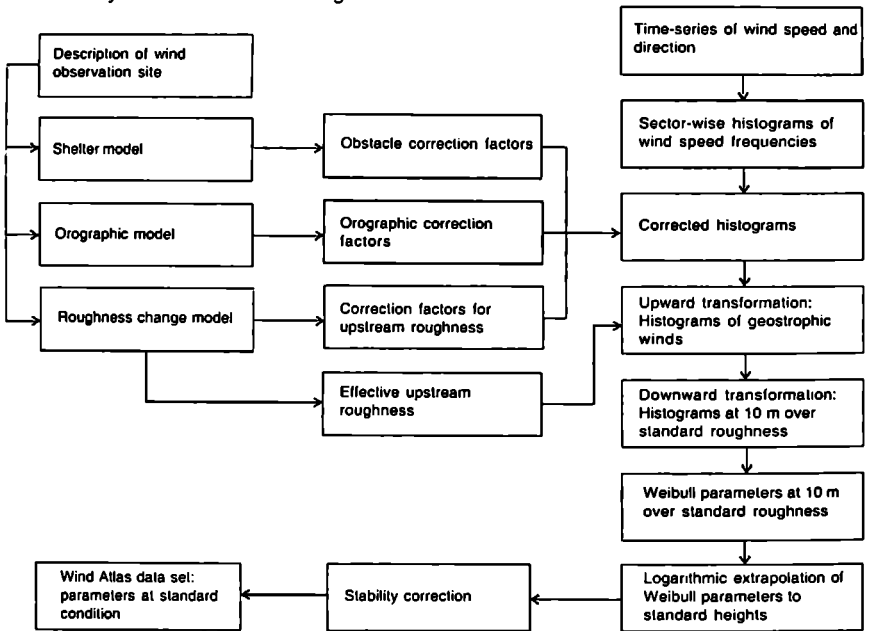 Description of wind
observation site
Shelter model
Orographic model
Roughness change model
Obstacle correction factors
Orographic correction
factors
Correction factors for
upstream roughness
Effective upstream
roughness
Time-series of wind speed and
direction
Sector-wise histograms of
wind speed frequencies
Corrected histograms
Upward transformation:
Histograms of geostrophic
winds
Downward transformation:
Histograms at 10 m over
standard roughness
Weibull parameters at 10 m
over standard roughness
Logarithmic extrapolation of
Weibull parameters to
standard heights
Stability correction
Wind Atlas data set:
parameters at standard
condition